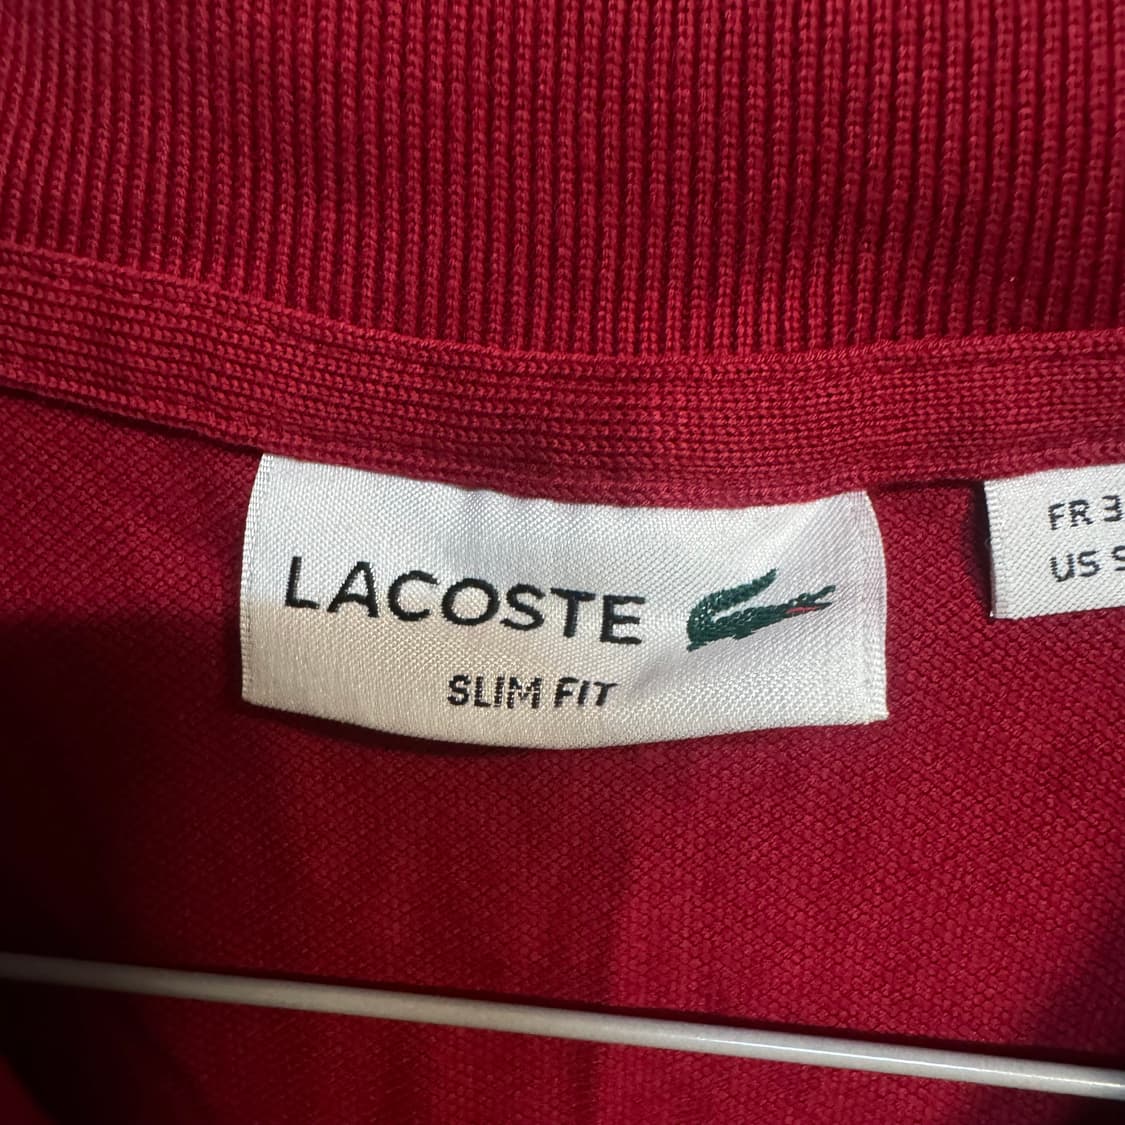 LACOSTE
SLIM FIT
FR 3
US S